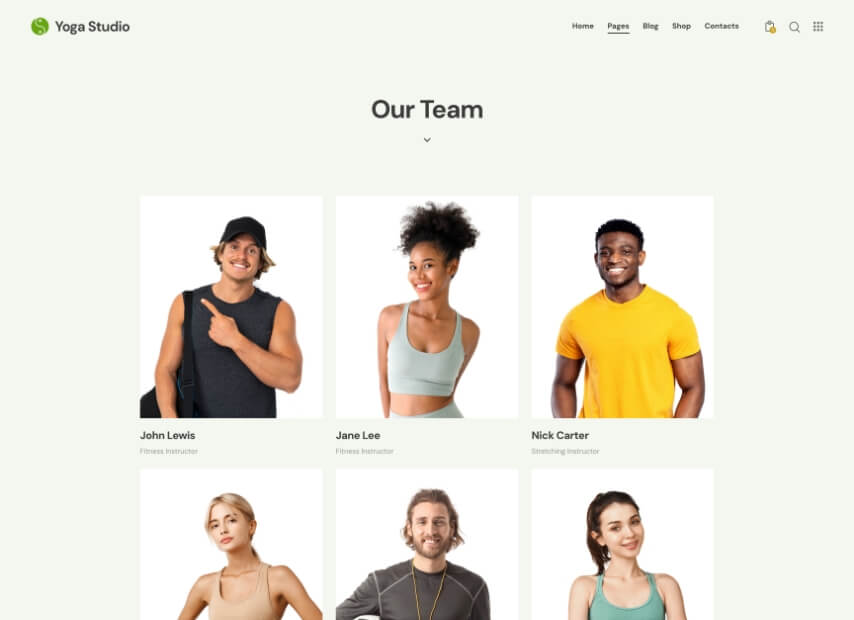 Yoga Studio
Home Pages Blog Shop Contacts
Our Team
John Lewis Jane Lee Nick Carter
Fitness Instructor Fitness Instructor Stretching Instructor